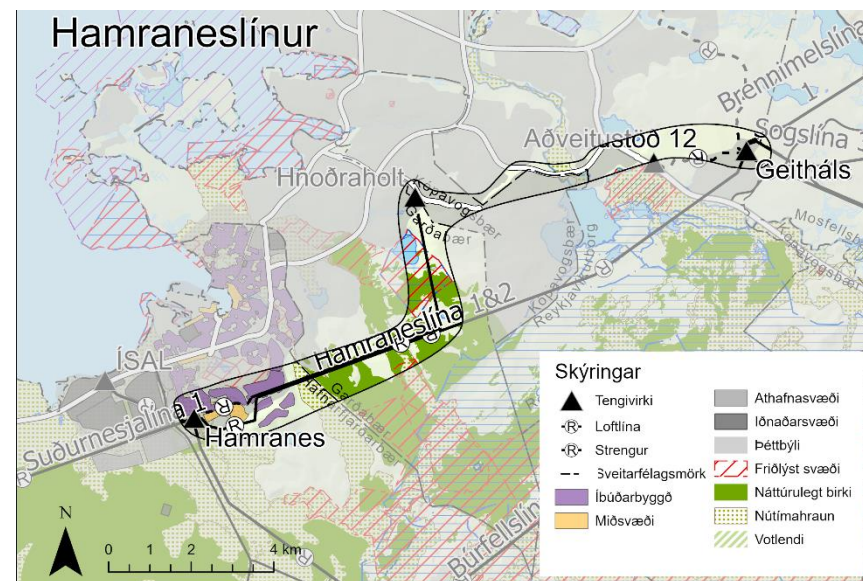 Hamraneslínur
Brennimelslína 1
Sogslína 3
Aðveitustöð 12
Geitháls
Hnoðraholt
Kópavogsbær
Garðabær
Mosfellsbær
Kópavogsbær
Kópavogsbær
Reykjavíkurborg
Hamraneslína 1&2
ÍSAL
Garðabær
Hafnarfjarðarbær
Suðurnesjalína 1
Hamranes
Búrfellslína
N
0 1 2 4 km
Skýringar
Tengivirki
Loftlína
Strengur
Sveitarfélagsmörk
Íbúðarbyggð
Miðsvæði
Athafnasvæði
Iðnaðarsvæði
Þéttbýli
Friðlýst svæði
Náttúrulegt birki
Nútímahraun
Votlendi
R
R
R
R
R
R
R